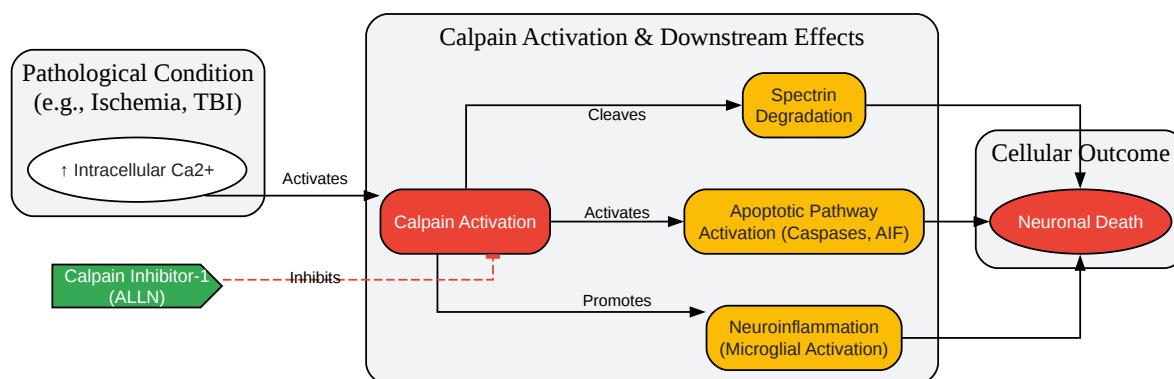 Calpain Activation & Downstream Effects
Pathological Condition
(e.g., Ischemia, TBI)
↑ Intracellular Ca2+
Activates
Calpain Activation
Cleaves
Spectrin
Degradation
Activates
Apoptotic Pathway
Activation (Caspases, AIF)
Cellular Outcome
Neuronal Death
Calpain Inhibitor-1
(ALLN)
Inhibits
Promotes
Neuroinflammation
(Microglial Activation)